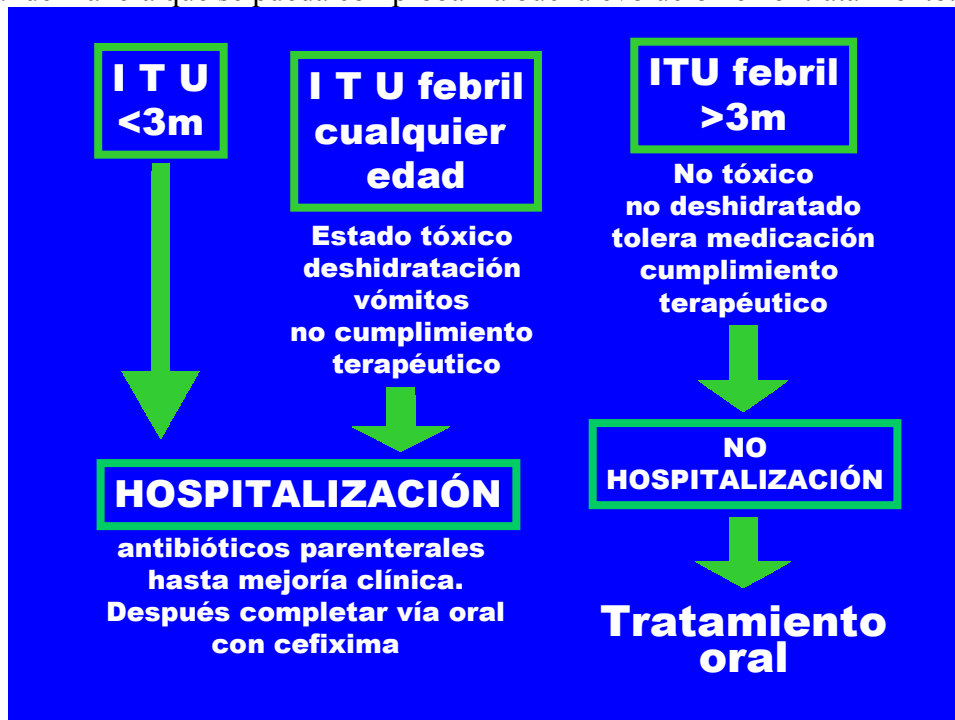 I T U
<3m
I T U febril
cualquier
edad
Estado tóxico
deshidratación
vómitos
no cumplimiento
terapéutico
ITU febril
>3m
No tóxico
no deshidratado
tolera medicación
cumplimiento
terapéutico
HOSPITALIZACIÓN
antibióticos parenterales
hasta mejoría clínica.
Después completar vía oral
con cefixima
NO
HOSPITALIZACIÓN
Tratamiento
oral